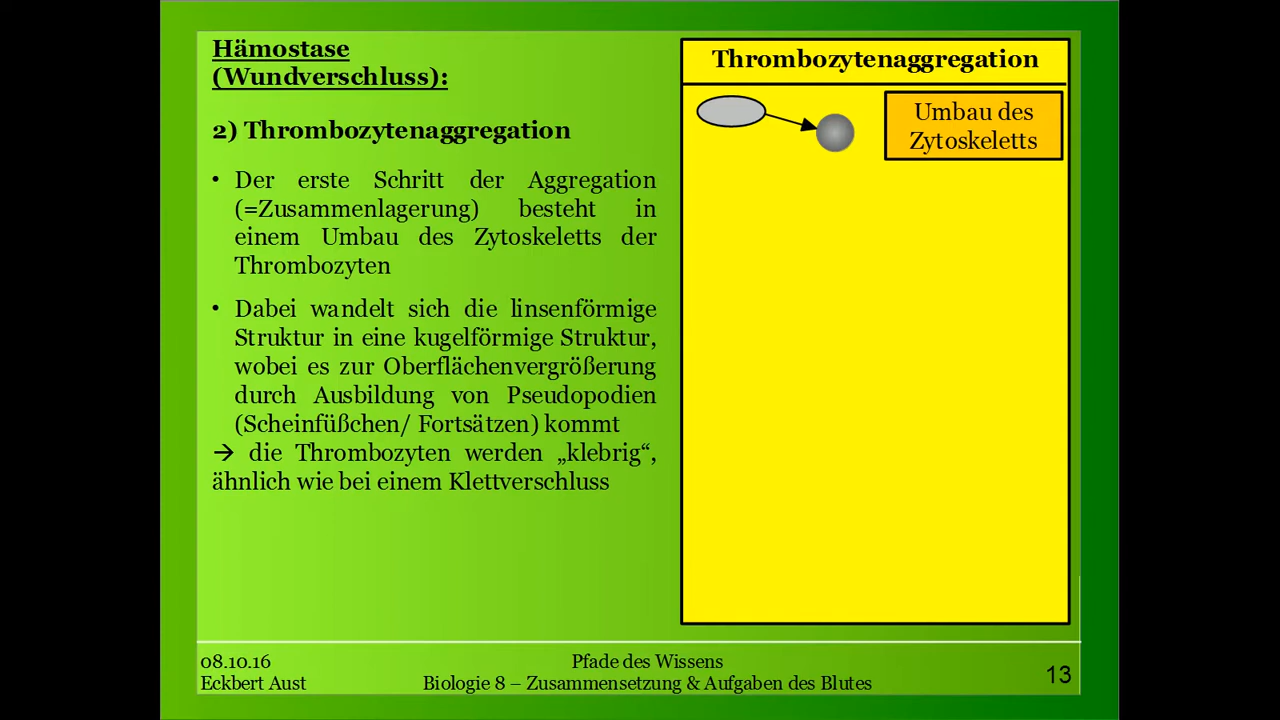 Hämostase
(Wundverschluss):
2) Thrombozytenaggregation
• Der erste Schritt der Aggregation
(=Zusammenlagerung) besteht in
einem Umbau des Zytoskeletts der
Thrombozyten
• Dabei wandelt sich die linsenförmige
Struktur in eine kugelförmige Struktur,
wobei es zur Oberflächenvergrößerung
durch Ausbildung von Pseudopodien
(Scheinfüßchen/ Fortsätzen) kommt
→ die Thrombozyten werden „klebrig“,
ähnlich wie bei einem Klettverschluss
Thrombozytenaggregation
Umbau des
Zytoskeletts
08.10.16
Eckbert Aust
Pfade des Wissens
Biologie 8 – Zusammensetzung & Aufgaben des Blutes
13